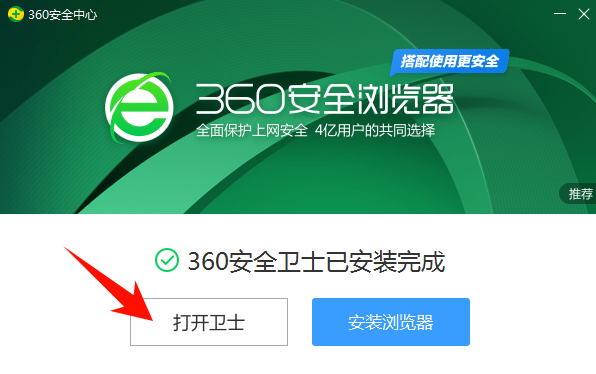 360安全中心
搭配使用更安全
360安全浏览器
全面保护上网安全 4亿用户的共同选择
推荐
360安全卫士已安装完成
打开卫士
安装浏览器